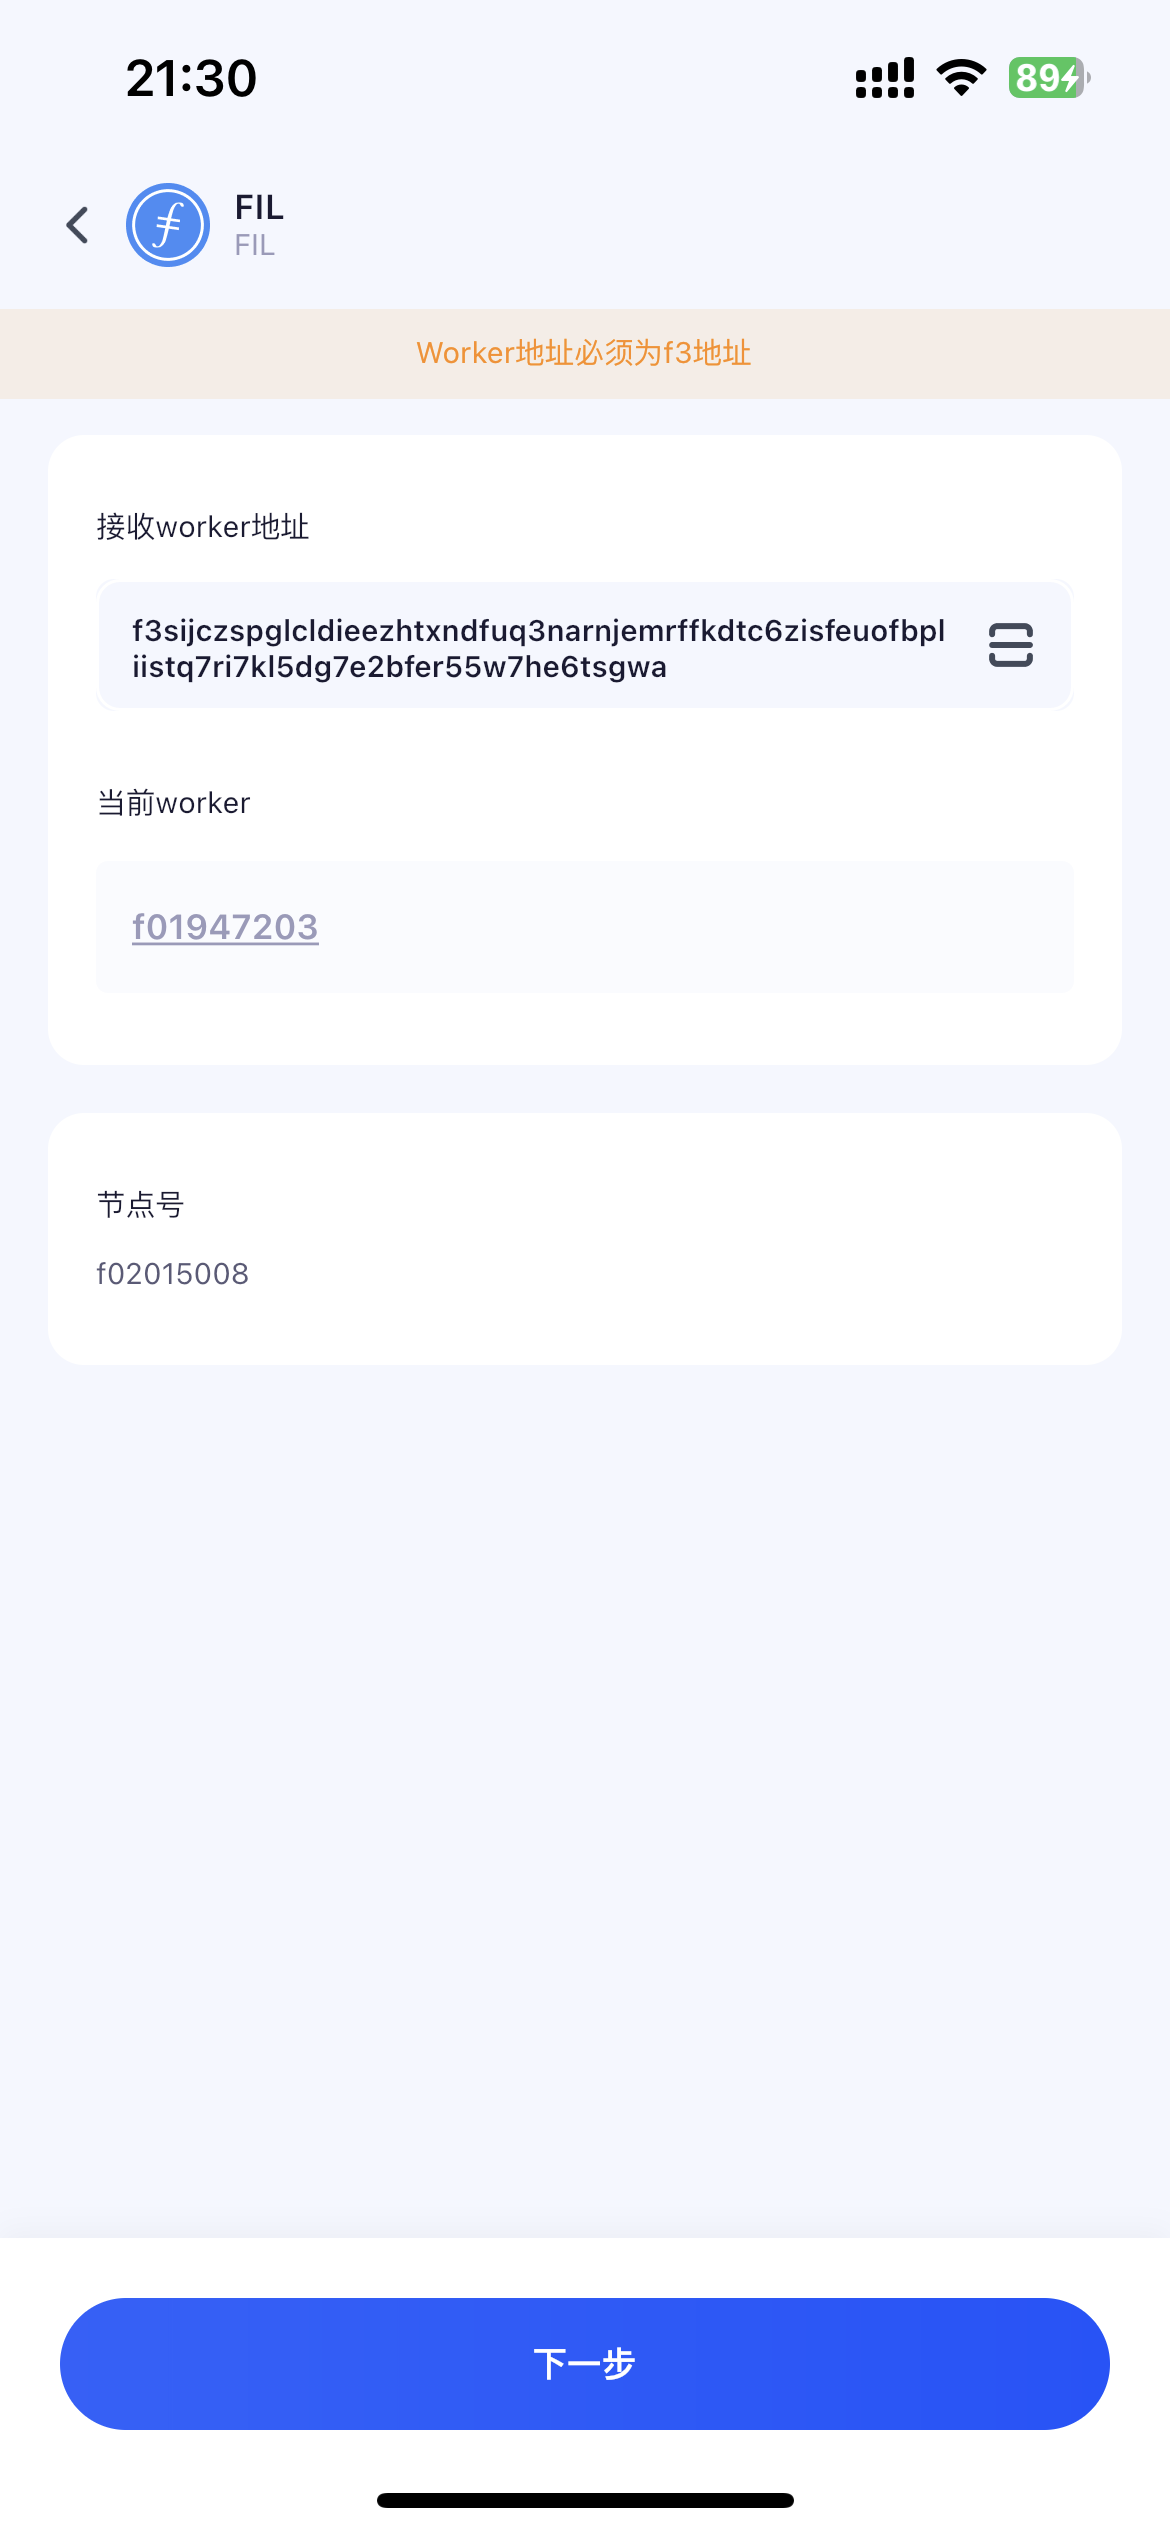 21:30
89
FIL
FIL
Worker地址必须为f3地址
接收worker地址
f3sijczspglcldieezhtxndfuq3narnjemrffkdtc6zisfeuofbpl
iistq7ri7kl5dg7e2bfer55w7he6tsgwa
当前worker
f01947203
节点号
f02015008
下一步